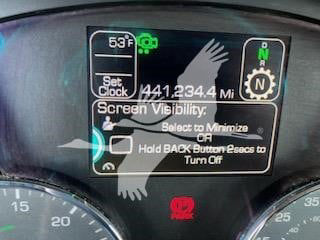 53°F
D
N
R
Set
Clock
441,234.4 Mi
N
Screen Visibility:
Select to Minimize
OR
Hold BACK Button 2secs to
Turn Off
PARK
15
20
25